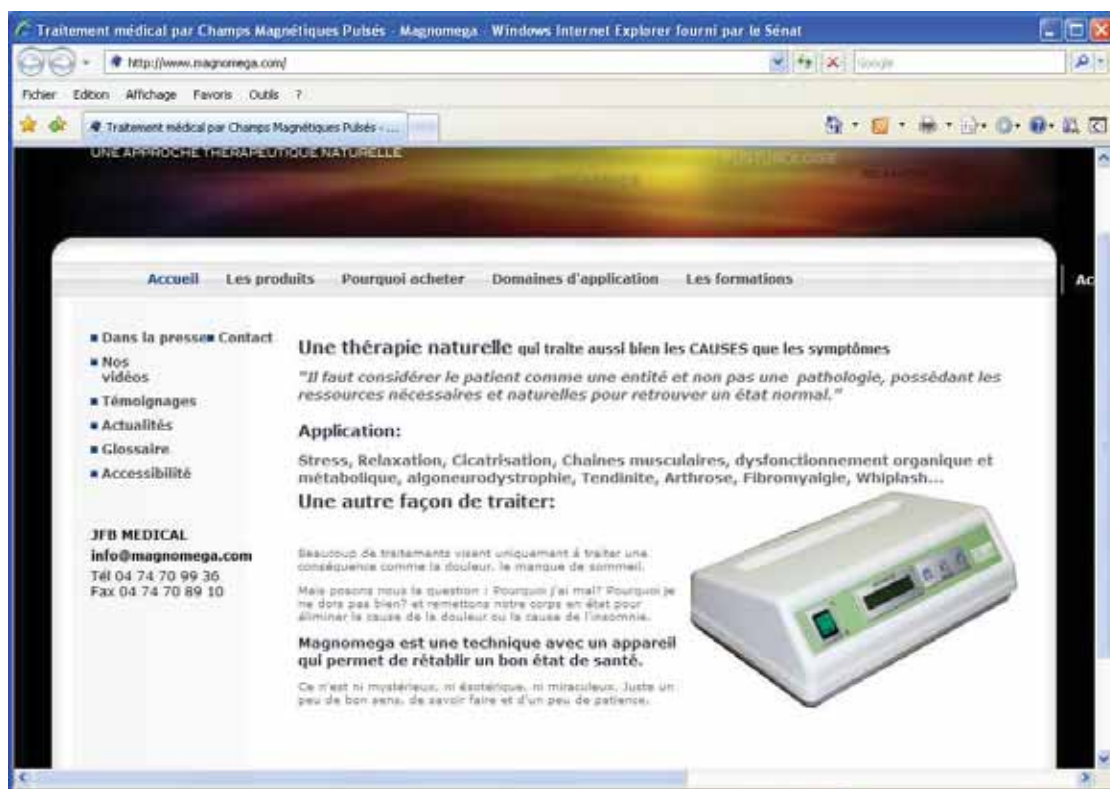 Traitement médical par Champs Magnétiques Pulsés - Magnomega - Windows Internet Explorer fourni par le Sénat
http://www.magnomega.com/
Google
Fichier Edition Affichage Favoris Outils ?
Traitement médical par Champs Magnétiques Pulsés - ...
UNE APPROCHE THERAPEUTIQUE NATURELLE
Accueil Les produits Pourquoi acheter Domaines d'application Les formations
Ac
Dans la presse Contact
Nos
vidéos
Témoignages
Actualités
Glossaire
Accessibilité
JFB MEDICAL
info@magnomega.com
Tél 04 74 70 99 36
Fax 04 74 70 89 10
Une thérapie naturelle qui traite aussi bien les CAUSES que les symptômes
"Il faut considérer le patient comme une entité et non pas une pathologie, possédant les
ressources nécessaires et naturelles pour retrouver un état normal."
Application:
Stress, Relaxation, Cicatrisation, Chaines musculaires, dysfonctionnement organique et
métabolique, algoneurodystrophie, Tendinite, Arthrose, Fibromyalgie, Whiplash...
Une autre façon de traiter:
Beaucoup de traitements visent uniquement à traiter une
conséquence comme la douleur, le manque de sommeil.
Mais posons nous la question : Pourquoi j'ai mal? Pourquoi je
ne dors pas bien? et remettons notre corps en état pour
éliminer la cause de la douleur ou la cause de l'insomnie.
Magnomega est une technique avec un appareil
qui permet de rétablir un bon état de santé.
Ce n'est ni mystérieux, ni ésotérique, ni miraculeux. Juste un
peu de bon sens, de savoir faire et d'un peu de patience.